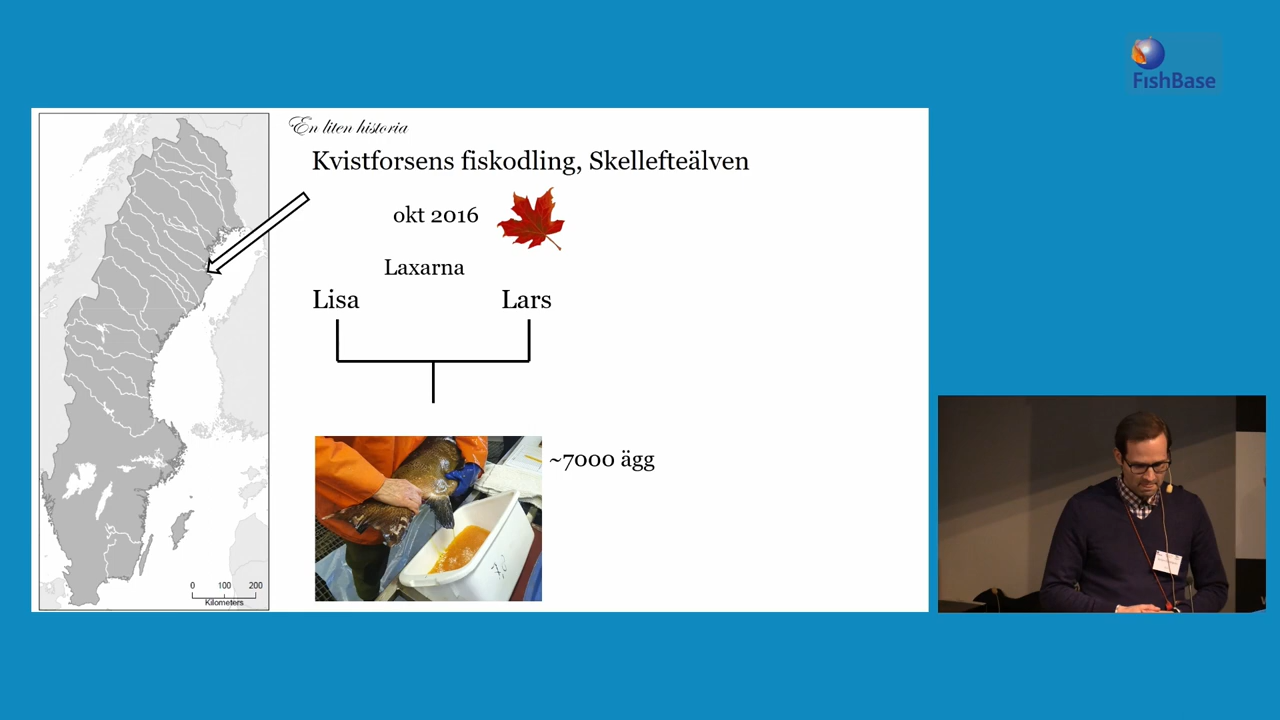 FishBase
En liten historia
Kvistforsens fiskodling, Skellefteälven
okt 2016
Laxarna
Lisa Lars
~7000 ägg
0 100 200
Kilometers